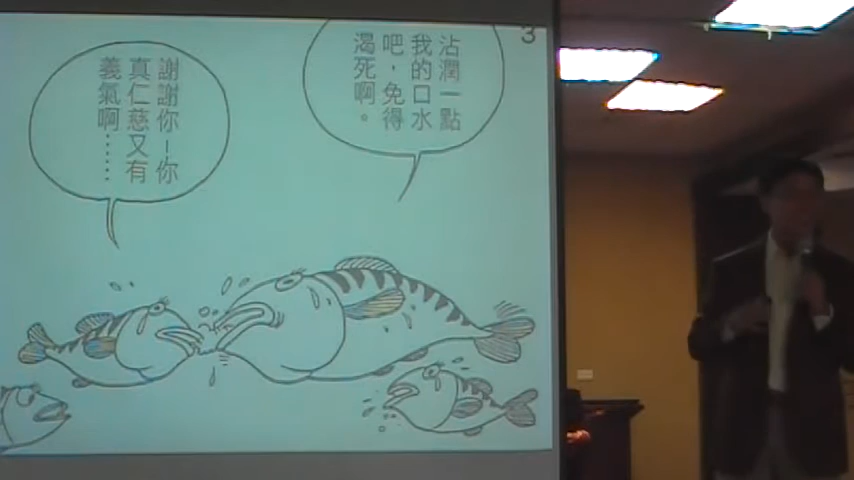 3
沾潤一點
我的口水
吧，免得
渴死啊。
謝謝你－你
真仁慈又有
義氣啊……